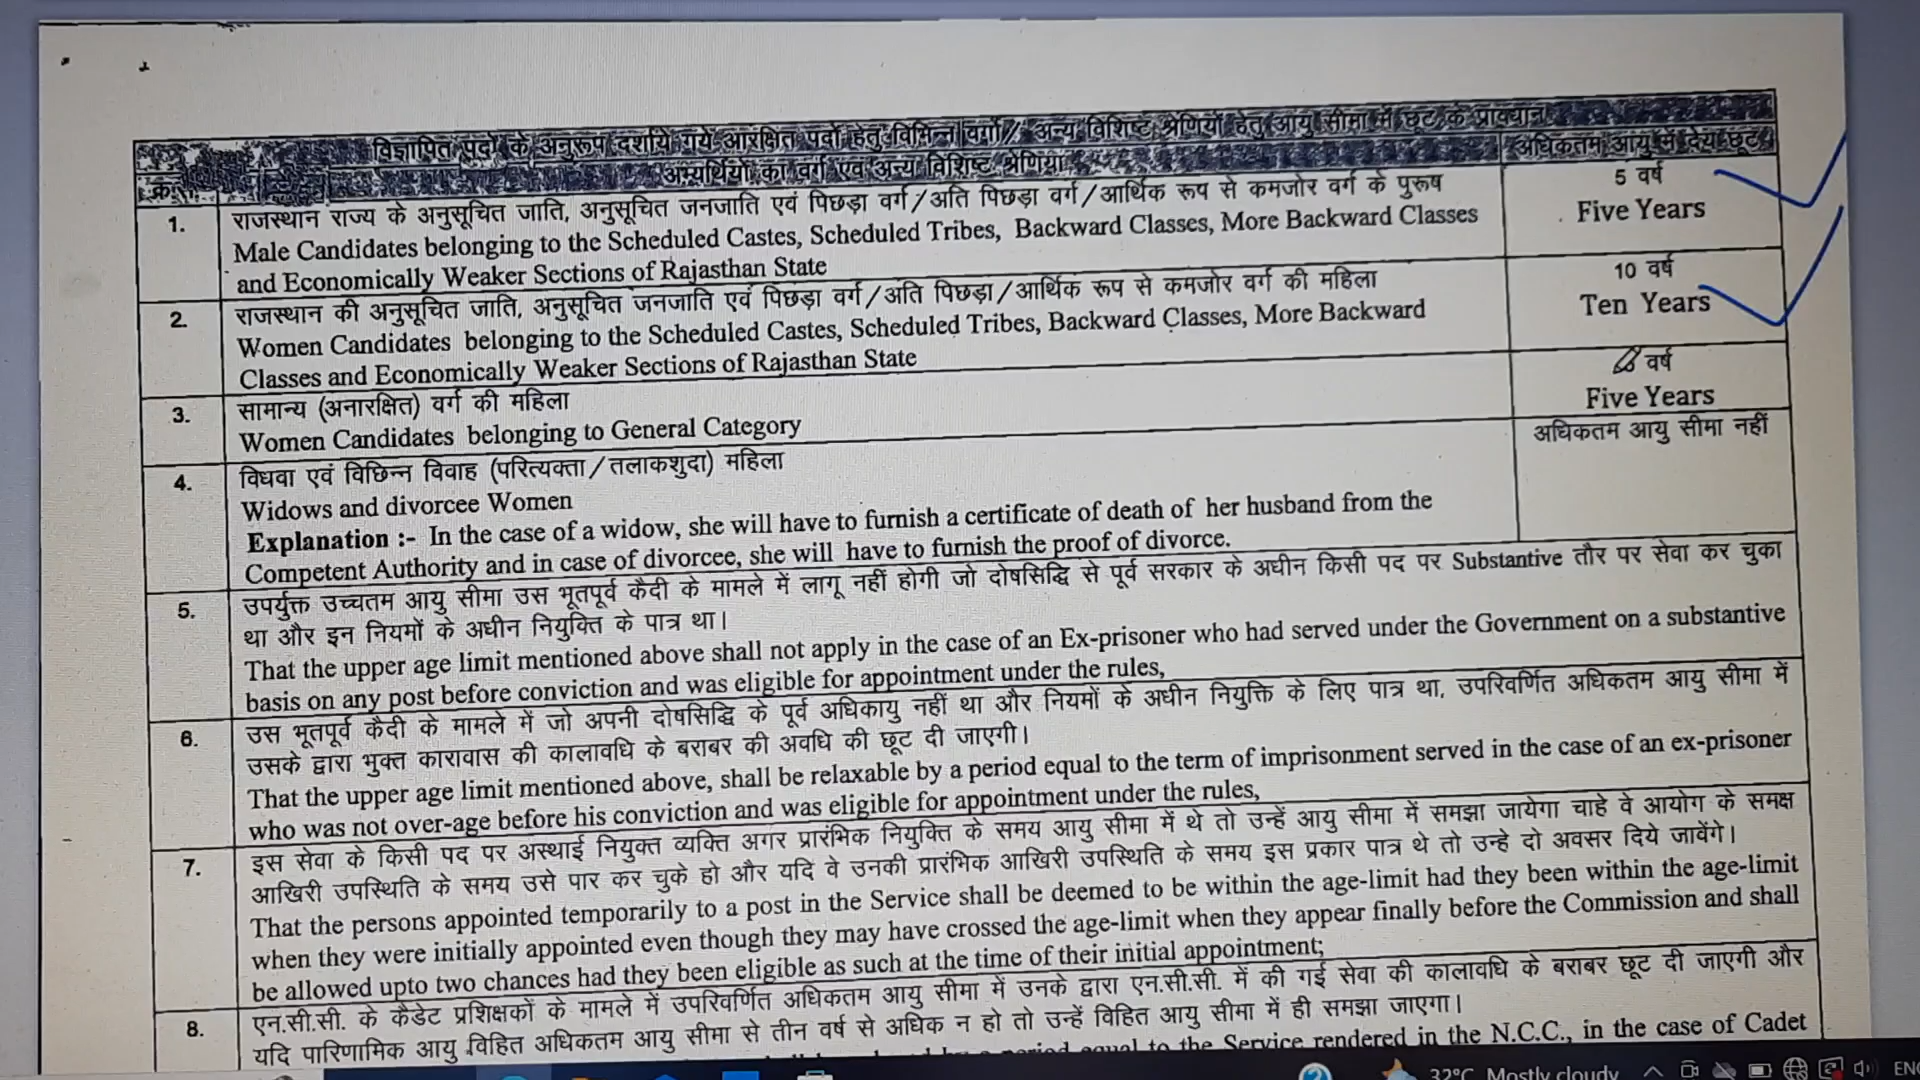 विज्ञापित पदों के अनुरूप दर्शाये गये आरक्षित पदों हेतु विभिन्न वर्गों / अन्य विशिष्ट श्रेणियों हेतु आयु सीमा में छूट के प्रावधान
क्र. अभ्यर्थियों का वर्ग एवं अन्य विशिष्ट श्रेणियां अधिकतम आयु में देय छूट
1. राजस्थान राज्य के अनुसूचित जाति, अनुसूचित जनजाति एवं पिछड़ा वर्ग/अति पिछड़ा वर्ग/आर्थिक रूप से कमजोर वर्ग के पुरूष 5 वर्ष
Male Candidates belonging to the Scheduled Castes, Scheduled Tribes, Backward Classes, More Backward Classes Five Years
and Economically Weaker Sections of Rajasthan State
2. राजस्थान की अनुसूचित जाति, अनुसूचित जनजाति एवं पिछड़ा वर्ग/अति पिछड़ा/आर्थिक रूप से कमजोर वर्ग की महिला 10 वर्ष
Women Candidates belonging to the Scheduled Castes, Scheduled Tribes, Backward Classes, More Backward Ten Years
Classes and Economically Weaker Sections of Rajasthan State
3. सामान्य (अनारक्षित) वर्ग की महिला वर्ष
Women Candidates belonging to General Category Five Years
4. विधवा एवं विछिन्न विवाह (परित्यक्ता/तलाकशुदा) महिला अधिकतम आयु सीमा नहीं
Widows and divorcee Women
Explanation :- In the case of a widow, she will have to furnish a certificate of death of her husband from the
Competent Authority and in case of divorcee, she will have to furnish the proof of divorce.
5. उपर्युक्त उच्चतम आयु सीमा उस भूतपूर्व कैदी के मामले में लागू नहीं होगी जो दोषसिद्धि से पूर्व सरकार के अधीन किसी पद पर Substantive तौर पर सेवा कर चुका
था और इन नियमों के अधीन नियुक्ति के पात्र था।
That the upper age limit mentioned above shall not apply in the case of an Ex-prisoner who had served under the Government on a substantive
basis on any post before conviction and was eligible for appointment under the rules,
6. उस भूतपूर्व कैदी के मामले में जो अपनी दोषसिद्धि के पूर्व अधिकायु नहीं था और नियमों के अधीन नियुक्ति के लिए पात्र था, उपरिवर्णित अधिकतम आयु सीमा में
उसके द्वारा भुक्त कारावास की कालावधि के बराबर की अवधि की छूट दी जाएगी।
That the upper age limit mentioned above, shall be relaxable by a period equal to the term of imprisonment served in the case of an ex-prisoner
who was not over-age before his conviction and was eligible for appointment under the rules,
7. इस सेवा के किसी पद पर अस्थाई नियुक्त व्यक्ति अगर प्रारंभिक नियुक्ति के समय आयु सीमा में थे तो उन्हें आयु सीमा में समझा जायेगा चाहे वे आयोग के समक्ष
आखिरी उपस्थिति के समय उसे पार कर चुके हो और यदि वे उनकी प्रारंभिक आखिरी उपस्थिति के समय इस प्रकार पात्र थे तो उन्हे दो अवसर दिये जावेंगे।
That the persons appointed temporarily to a post in the Service shall be deemed to be within the age-limit had they been within the age-limit
when they were initially appointed even though they may have crossed the age-limit when they appear finally before the Commission and shall
be allowed upto two chances had they been eligible as such at the time of their initial appointment;
8. एन.सी.सी. के कैडेट प्रशिक्षकों के मामले में उपरिवर्णित अधिकतम आयु सीमा में उनके द्वारा एन.सी.सी. में की गई सेवा की कालावधि के बराबर छूट दी जाएगी और
यदि पारिणामिक आयु विहित अधिकतम आयु सीमा से तीन वर्ष से अधिक न हो तो उन्हें विहित आयु सीमा में ही समझा जाएगा।
period equal to the Service rendered in the N.C.C., in the case of Cadet
32°C Mostly cloudy ENG